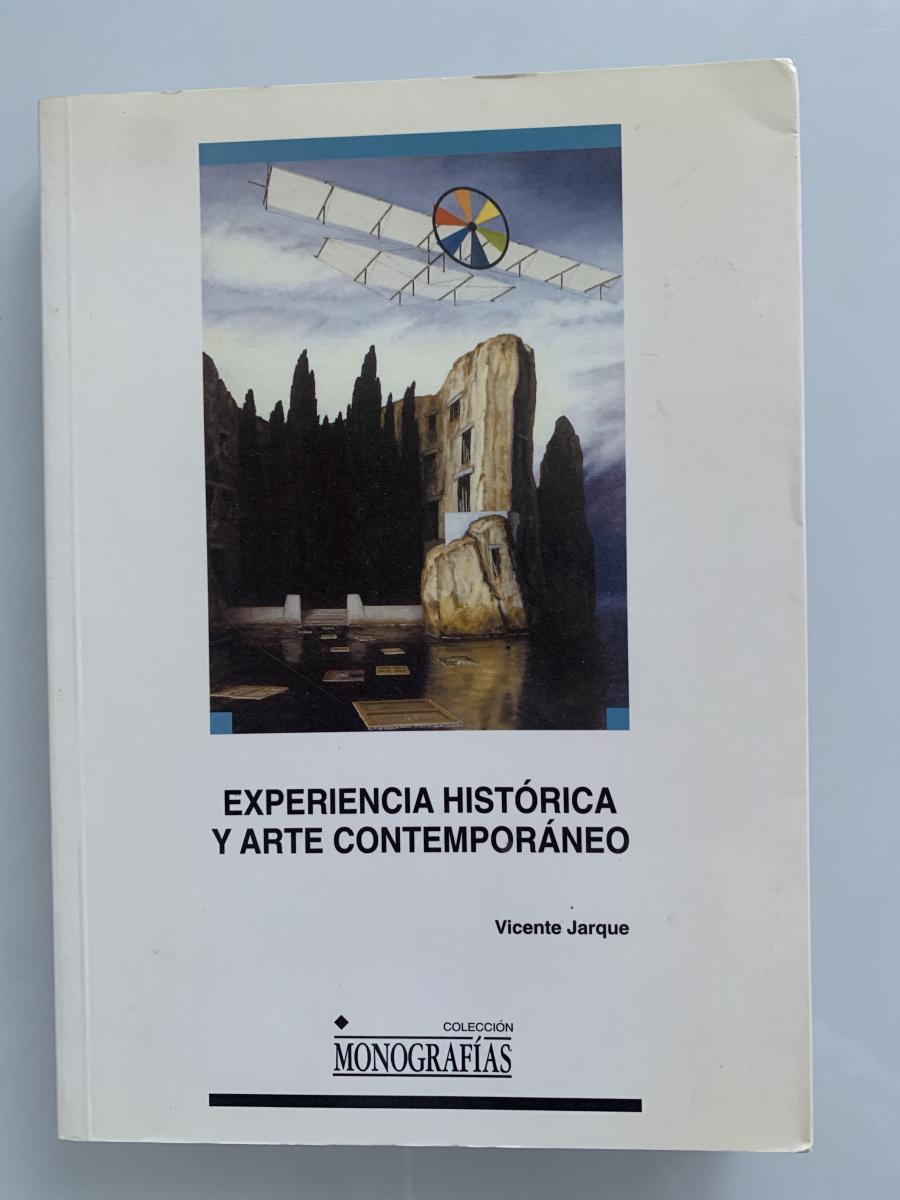 EXPERIENCIA HISTÓRICA
Y ARTE CONTEMPORÁNEO
Vicente Jarque
COLECCIÓN
MONOGRAFÍAS